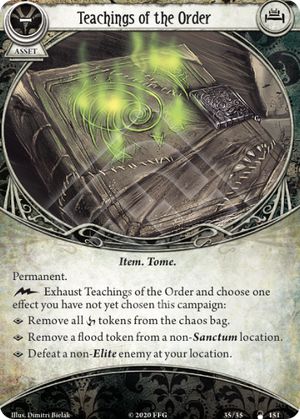 Teachings of the Order
ASSET
Item. Tome.
Permanent.
Exhaust Teachings of the Order and choose one
effect you have not yet chosen this campaign:
Remove all tokens from the chaos bag.
Remove a flood token from a non-Sanctum location.
Defeat a non-Elite enemy at your location.
Illus. Dimitri Bielak
© 2020 FFG
35/35
151